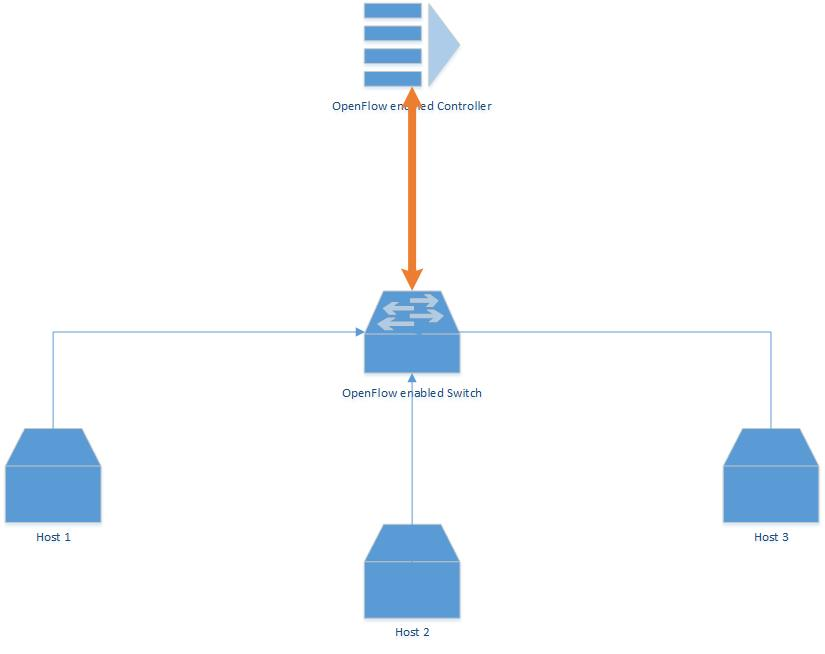 OpenFlow enabled Controller
OpenFlow enabled Switch
Host 1
Host 3
Host 2